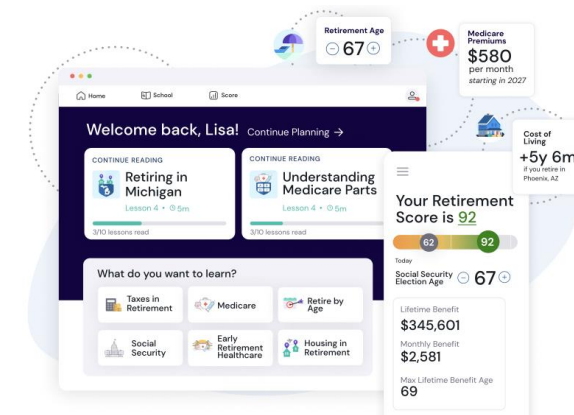 Retirement Age
67
Medicare
Premiums
$580
per month
starting in 2027
Home
School
Score
Welcome back, Lisa! Continue Planning →
CONTINUE READING
Retiring in
Michigan
Lesson 4 • 5m
3/10 lessons read
CONTINUE READING
Understanding
Medicare Parts
Lesson 4 • 5m
3/10 lessons read
What do you want to learn?
Taxes in
Retirement
Medicare
Retire by
Age
Social
Security
Early
Retirement
Healthcare
Housing in
Retirement
Cost of
Living
+5y 6m
if you retire in
Phoenix, AZ
Your Retirement
Score is 92
62
92
Today
Social Security
Election Age
67
Lifetime Benefit
$345,601
Monthly Benefit
$2,581
Max Lifetime Benefit Age
69